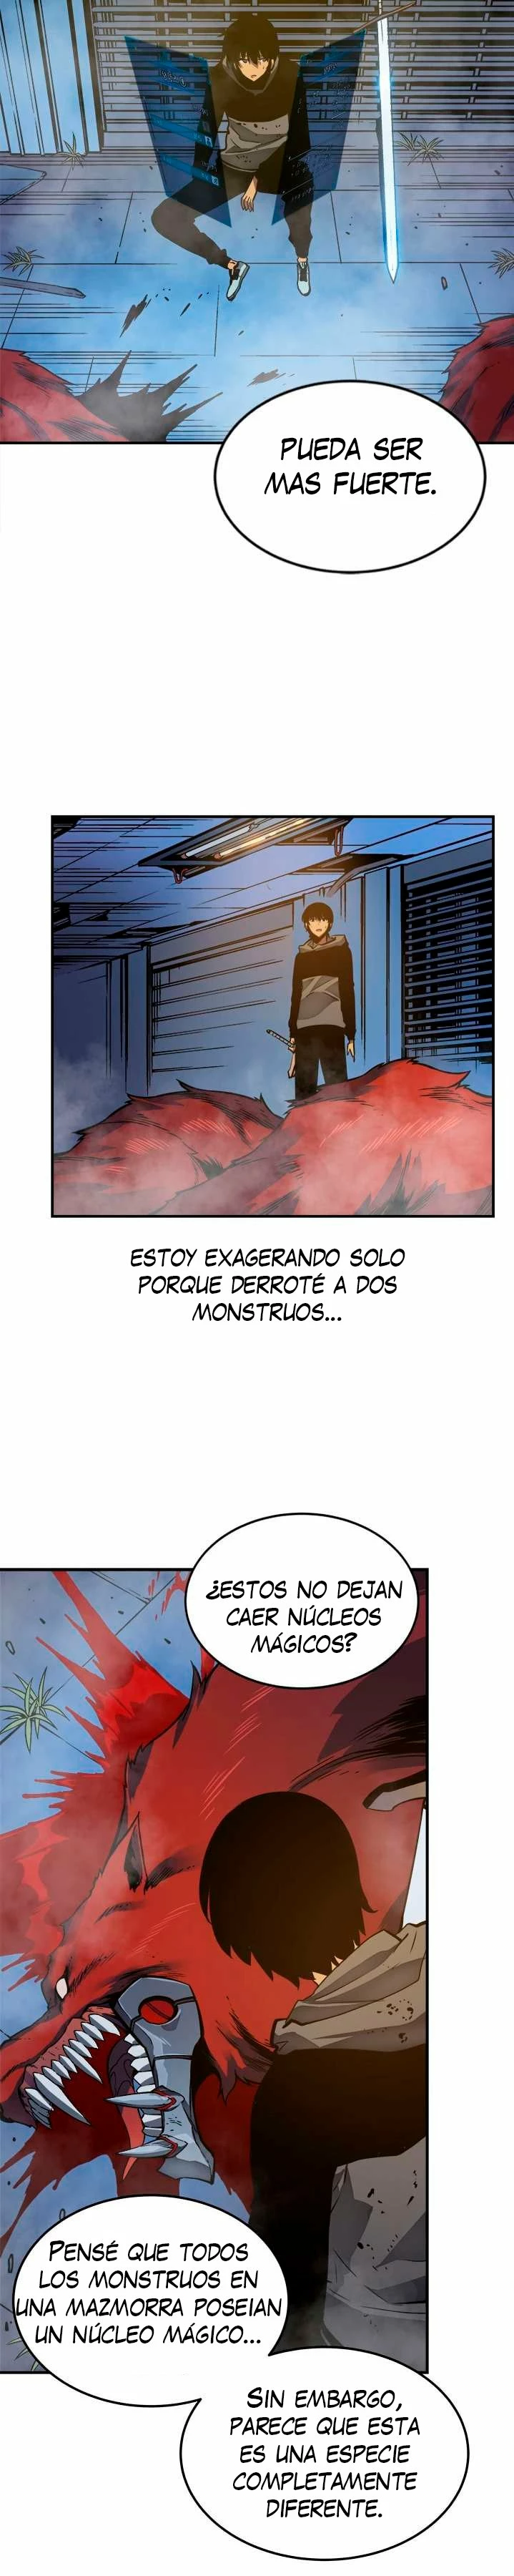 PUEDA SER
MAS FUERTE.
ESTOY EXAGERANDO SOLO
PORQUE DERROTÉ A DOS
MONSTRUOS...
¿ESTOS NO DEJAN
CAER NÚCLEOS
MÁGICOS?
PENSÉ QUE TODOS
LOS MONSTRUOS EN
UNA MAZMORRA POSEIAN
UN NÚCLEO MÁGICO...
SIN EMBARGO,
PARECE QUE ESTA
ES UNA ESPECIE
COMPLETAMENTE
DIFERENTE.